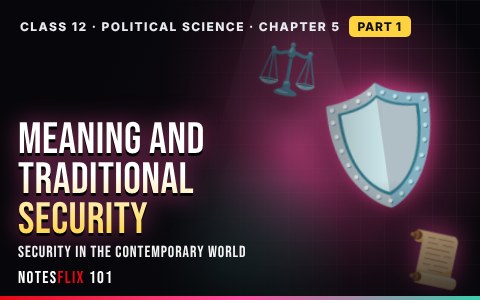 CLASS 12 · POLITICAL SCIENCE · CHAPTER 5 PART 1
MEANING AND
TRADITIONAL
SECURITY
SECURITY IN THE CONTEMPORARY WORLD
NOTESFLIX 101